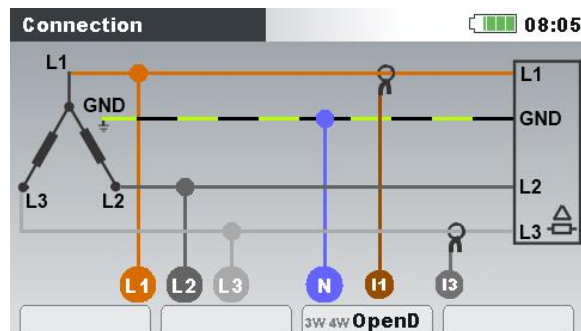 Connection 08:05
L1
L1
GND
GND
L3 L2
L2
L3
L1 L2 L3 N I1 I3
3W 4W OpenD